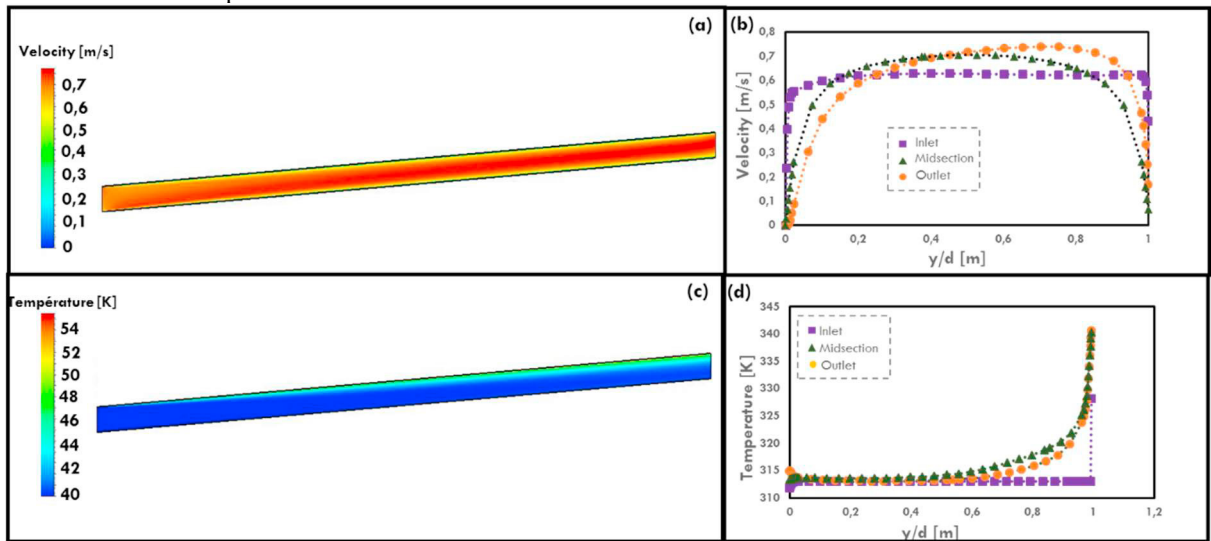 (a)
Velocity [m/s]
0,7
0,6
0,5
0,4
0,3
0,2
0,1
0
(b)
0,8
0,7
0,6
0,5
0,4
0,3
0,2
0,1
0
Velocity [m/s]
Inlet
Midsection
Outlet
0 0,2 0,4 0,6 0,8 1
y/d [m]
(c)
Température [K]
54
52
50
48
46
44
42
40
(d)
345
340
335
330
325
320
315
310
Temperature [K]
Inlet
Midsection
Outlet
0 0,2 0,4 0,6 0,8 1 1,2
y/d [m]